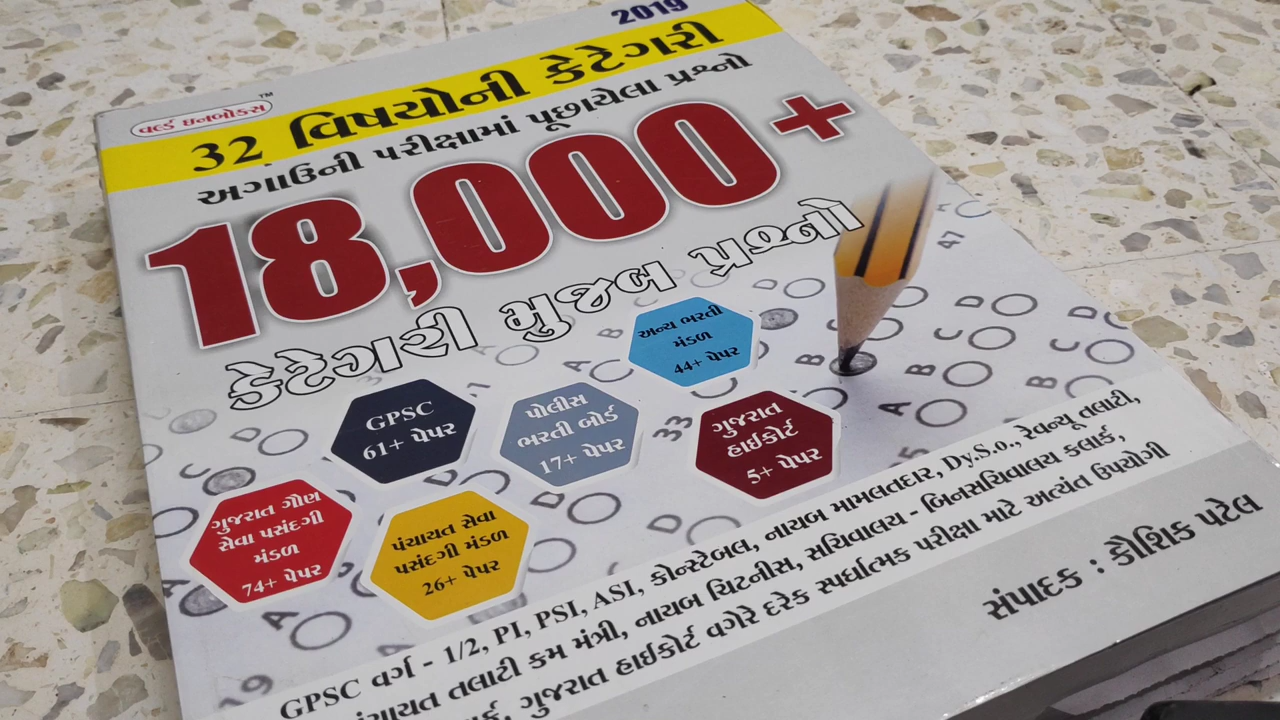 2019
વર્લ્ડ ઇનબોક્સ TM
32 વિષયોની કેટેગરી
અગાઉની પરીક્ષામાં પૂછાયેલા પ્રશ્નો
18,000+
કેટેગરી મુજબ પ્રશ્નો
અન્ય ભરતી
મંડળ
44+ પેપર
GPSC
61+ પેપર
પોલીસ
ભરતી બોર્ડ
17+ પેપર
ગુજરાત
હાઈકોર્ટ
5+ પેપર
ગુજરાત ગૌણ
સેવા પસંદગી
મંડળ
74+ પેપર
પંચાયત સેવા
પસંદગી મંડળ
26+ પેપર
GPSC વર્ગ - 1/2, PI, PSI, ASI, કોન્સ્ટેબલ, નાયબ મામલતદાર, Dy.S.o., રેવન્યૂ તલાટી,
તલાટી કમ મંત્રી, નાયબ ચિટનીસ, સચિવાલય - બિનસચિવાલય કલાર્ક,
ગુજરાત હાઈકોર્ટ વગેરે દરેક સ્પર્ધાત્મક પરીક્ષા માટે અત્યંત ઉપયોગી
સંપાદક : કૌશિક પટેલ